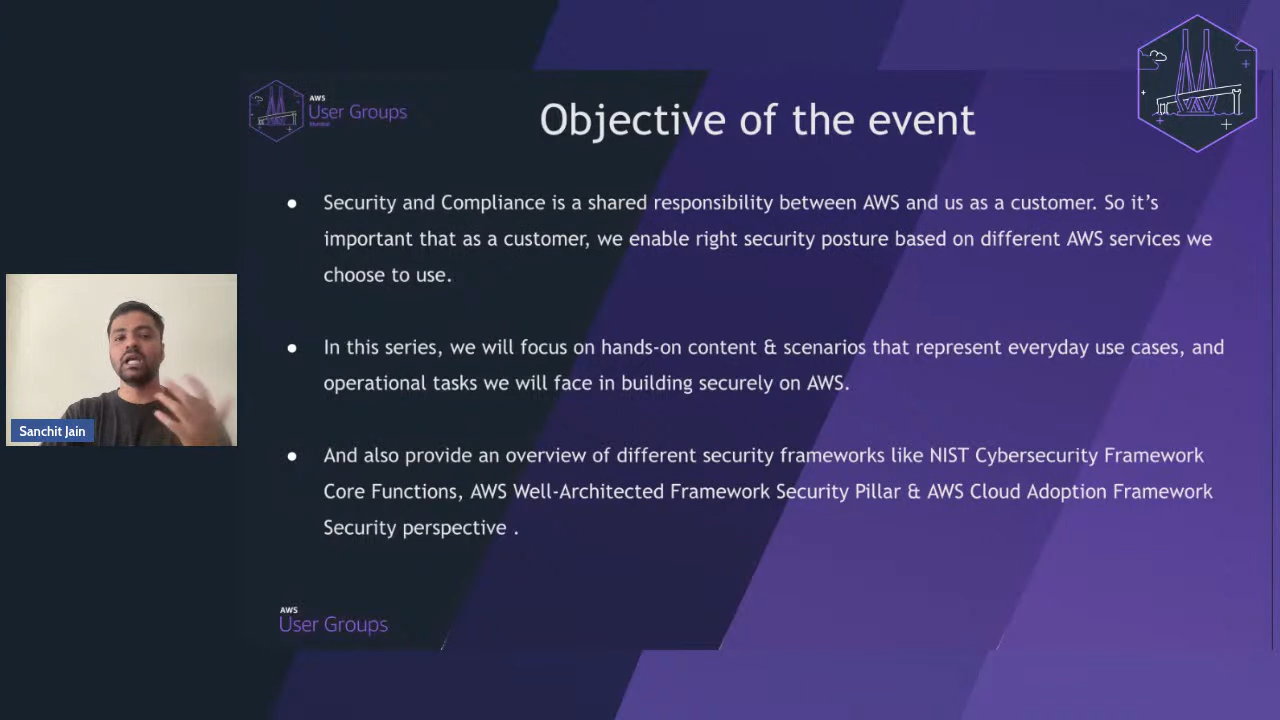 AWS
User Groups
Mumbai
Objective of the event
● Security and Compliance is a shared responsibility between AWS and us as a customer. So it’s
important that as a customer, we enable right security posture based on different AWS services we
choose to use.
● In this series, we will focus on hands-on content & scenarios that represent everyday use cases, and
operational tasks we will face in building securely on AWS.
● And also provide an overview of different security frameworks like NIST Cybersecurity Framework
Core Functions, AWS Well-Architected Framework Security Pillar & AWS Cloud Adoption Framework
Security perspective .
Sanchit Jain
AWS
User Groups